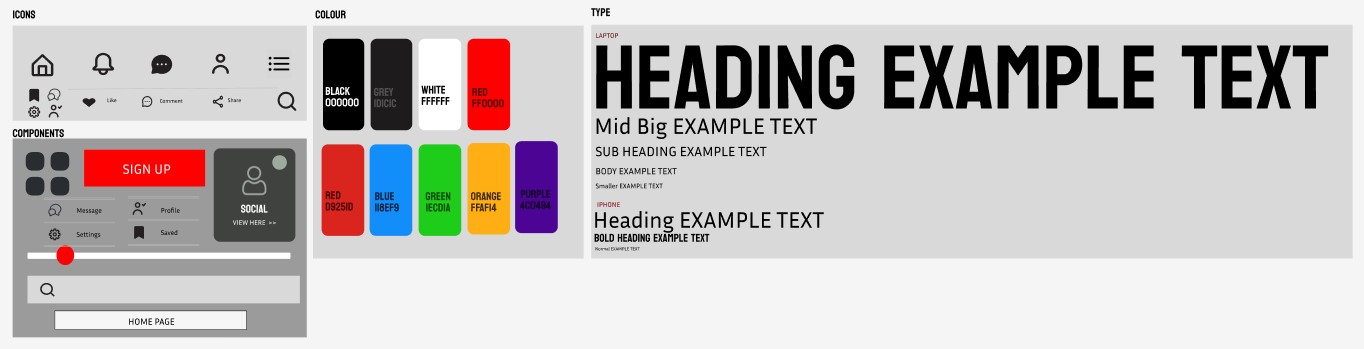 ICONS
Like
Comment
Share
COMPONENTS
SIGN UP
Message
Profile
Settings
Saved
SOCIAL
VIEW HERE >>
HOME PAGE
COLOUR
BLACK
000000
GREY
1D1C1C
WHITE
FFFFFF
RED
FF0000
RED
D9251D
BLUE
118EF9
GREEN
1ECD1A
ORANGE
FFAF14
PURPLE
4C0484
TYPE
LAPTOP
HEADING EXAMPLE TEXT
Mid Big EXAMPLE TEXT
SUB HEADING EXAMPLE TEXT
BODY EXAMPLE TEXT
Smaller EXAMPLE TEXT
IPHONE
Heading EXAMPLE TEXT
BOLD HEADING EXAMPLE TEXT
Normal EXAMPLE TEXT